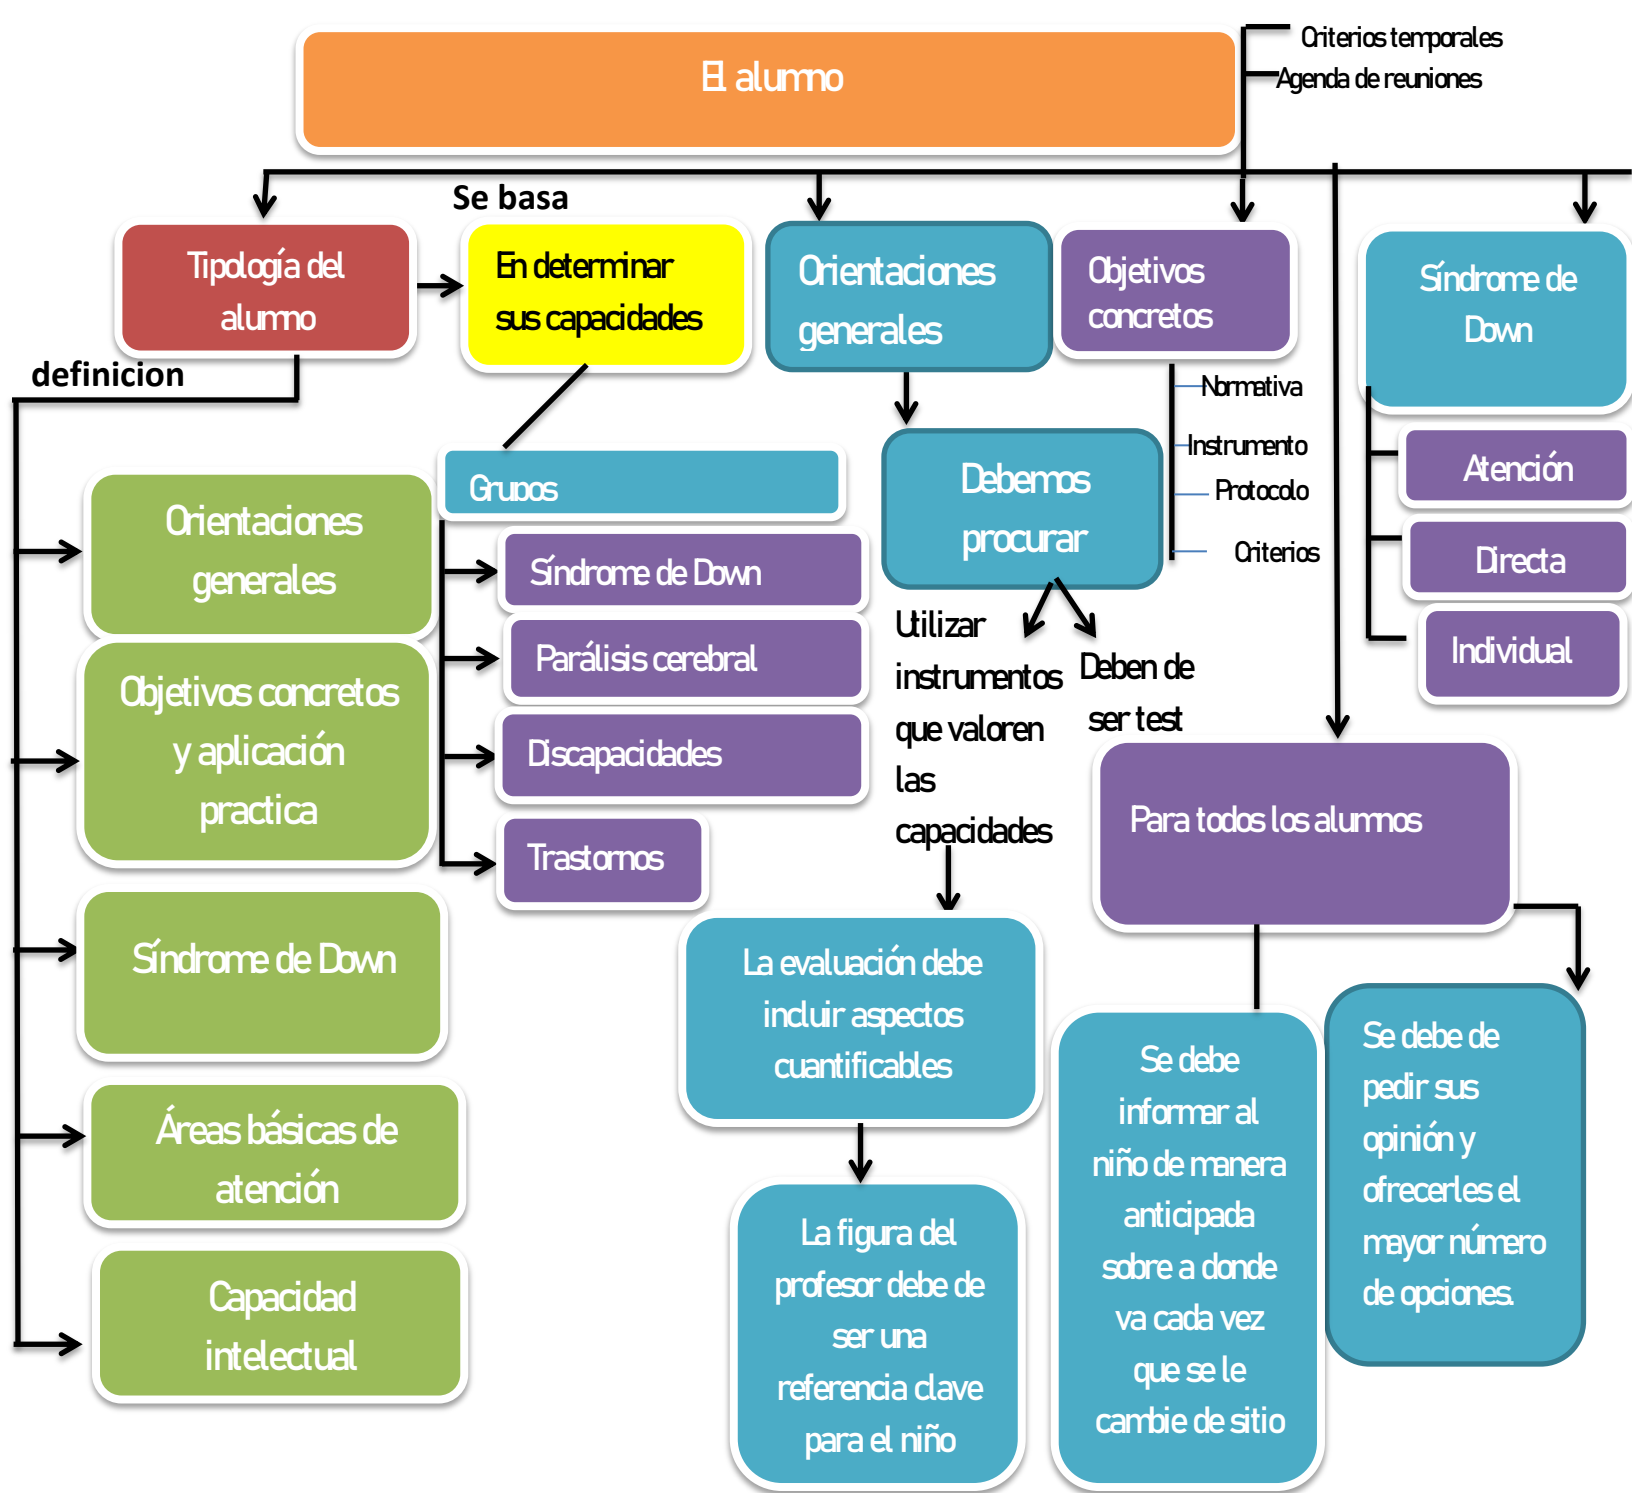 El alumno
Criterios temporales
Agenda de reuniones
Se basa
Tipología del
alumno
En determinar
sus capacidades
Orientaciones
generales
Objetivos
concretos
Síndrome de
Down
definicion
Normativa
Instrumento
Protocolo
Criterios
Atención
Directa
Individual
Orientaciones
generales
Objetivos concretos
y aplicación
practica
Síndrome de Down
Áreas básicas de
atención
Capacidad
intelectual
Grupos
Síndrome de Down
Parálisis cerebral
Discapacidades
Trastornos
Debemos
procurar
Utilizar
instrumentos
que valoren
las
capacidades
Deben de
ser test
La evaluación debe
incluir aspectos
cuantificables
La figura del
profesor debe de
ser una
referencia clave
para el niño
Para todos los alumnos
Se debe
informar al
niño de manera
anticipada
sobre a donde
va cada vez
que se le
cambie de sitio
Se debe de
pedir sus
opinión y
ofrecerles el
mayor número
de opciones.